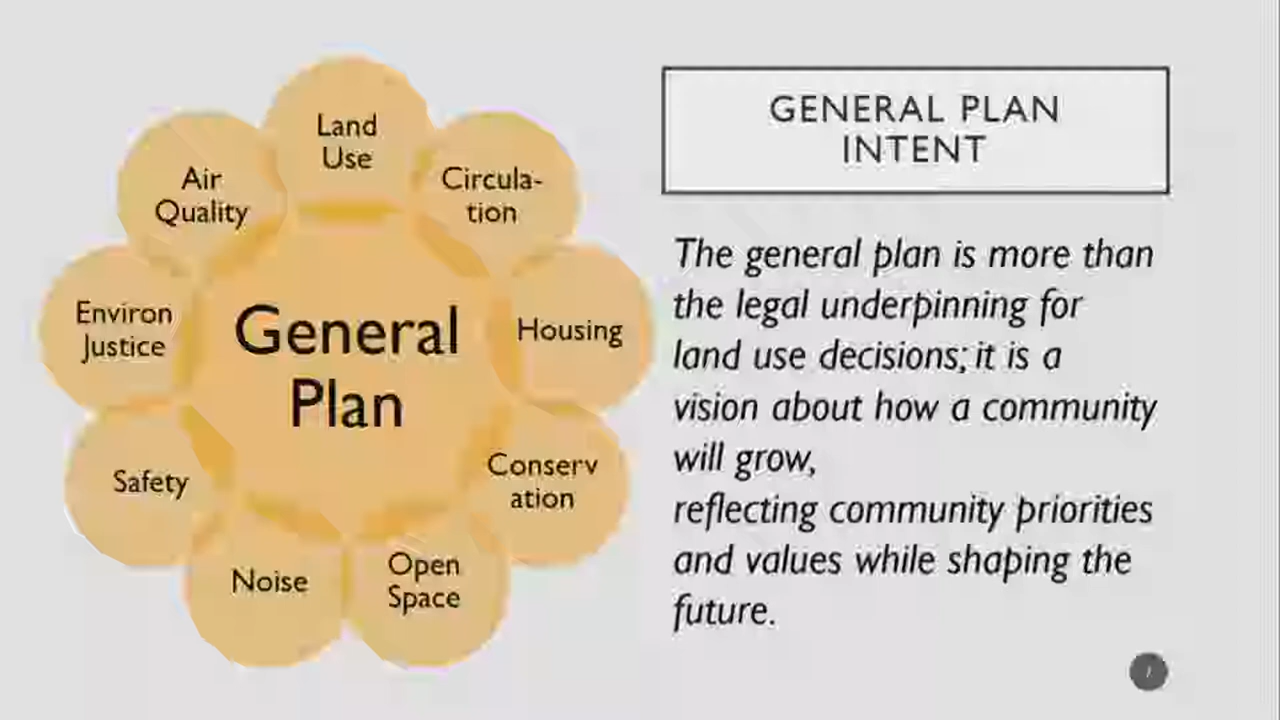 Land
Use
Circula-
tion
Housing
Conserv
ation
Open
Space
Noise
Safety
Environ
Justice
Air
Quality
General
Plan
GENERAL PLAN
INTENT
The general plan is more than
the legal underpinning for
land use decisions; it is a
vision about how a community
will grow,
reflecting community priorities
and values while shaping the
future.